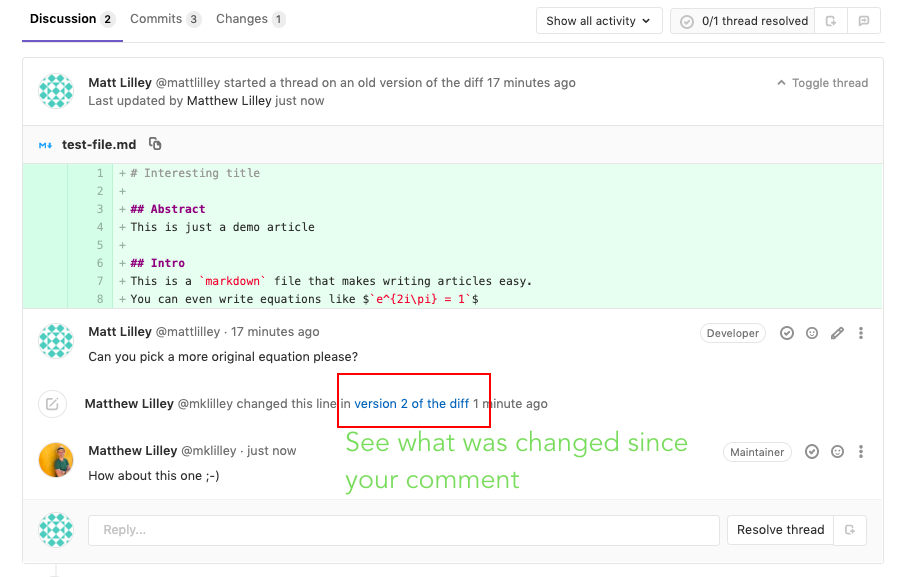 Discussion 2 Commits 3 Changes 1 Show all activity 0/1 thread resolved
Matt Lilley @mattlilley started a thread on an old version of the diff 17 minutes ago Toggle thread
Last updated by Matthew Lilley just now
M↓ test-file.md
1 + # Interesting title
2 +
3 + ## Abstract
4 + This is just a demo article
5 +
6 + ## Intro
7 + This is a `markdown` file that makes writing articles easy.
8 + You can even write equations like $`e^{2i\pi} = 1`$
Matt Lilley @mattlilley · 17 minutes ago Developer
Can you pick a more original equation please?
Matthew Lilley @mklilley changed this line in version 2 of the diff 1 minute ago
See what was changed since
your comment
Matthew Lilley @mklilley · just now Maintainer
How about this one ;-)
Reply... Resolve thread